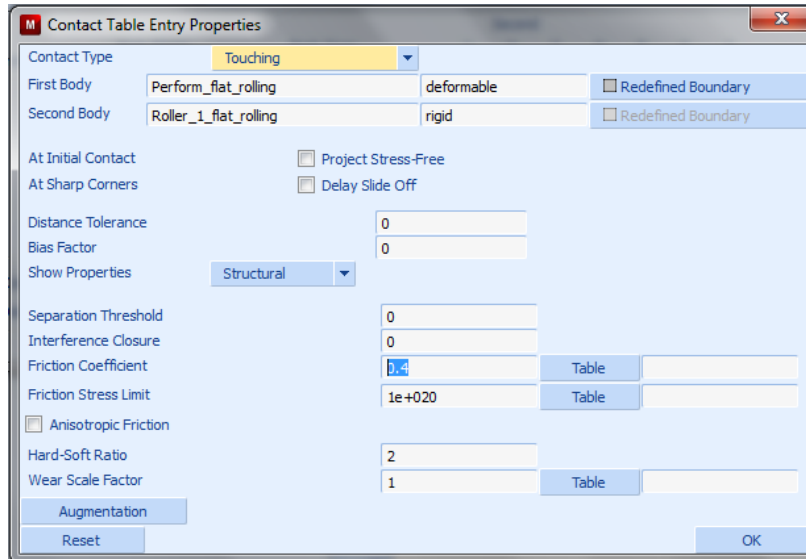 M Contact Table Entry Properties
Contact Type Touching
First Body Perform_flat_rolling deformable Redefined Boundary
Second Body Roller_1_flat_rolling rigid Redefined Boundary
At Initial Contact Project Stress-Free
At Sharp Corners Delay Slide Off
Distance Tolerance 0
Bias Factor 0
Show Properties Structural
Separation Threshold 0
Interference Closure 0
Friction Coefficient 0.4 Table
Friction Stress Limit 1e+020 Table
Anisotropic Friction
Hard-Soft Ratio 2
Wear Scale Factor 1 Table
Augmentation
Reset OK